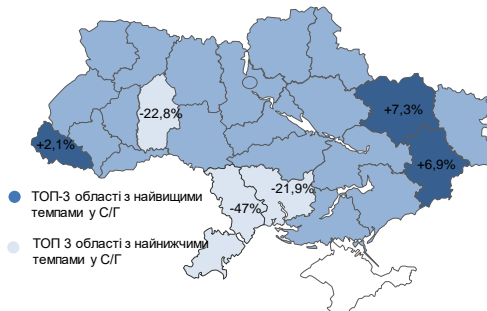 -22,8%
+7,3%
+2,1%
+6,9%
-21,9%
-47%
ТОП-3 області з найвищими
темпами у С/Г
ТОП 3 області з найнижчими
темпами у С/Г